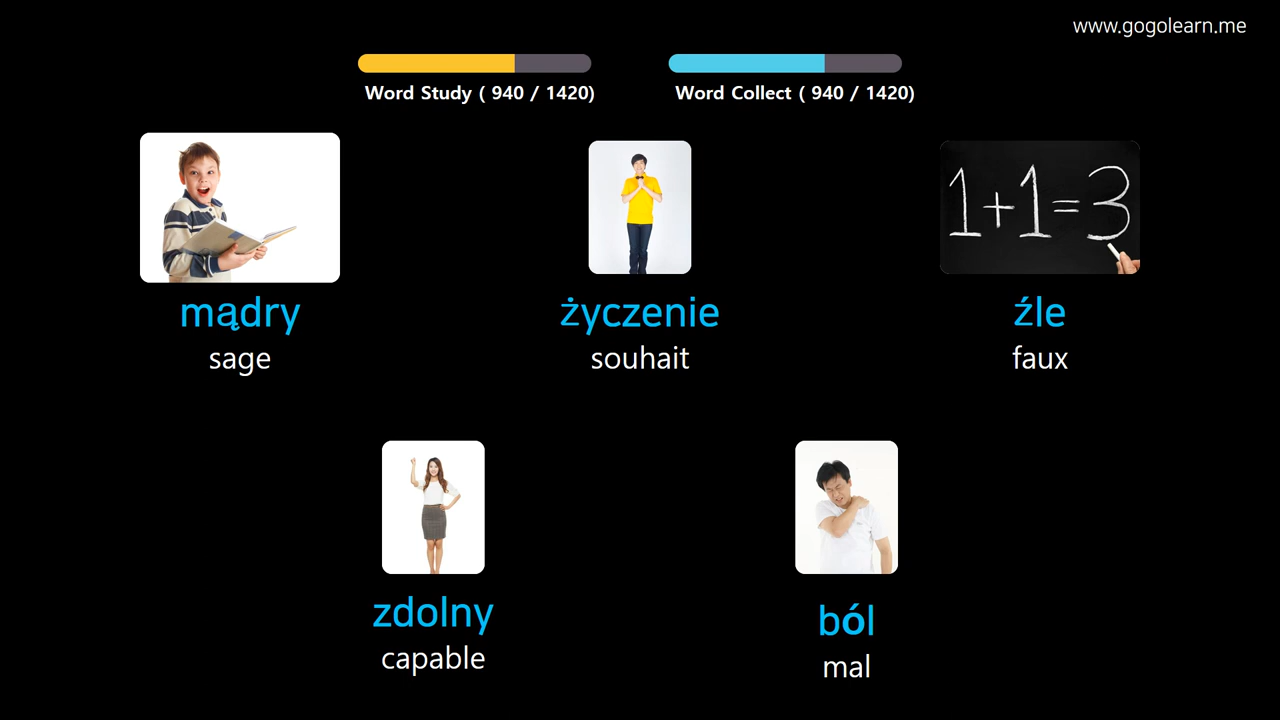 www.gogolearn.me
Word Study ( 940 / 1420)
Word Collect ( 940 / 1420)
1+1=3
mądry
życzenie
źle
sage
souhait
faux
zdolny
ból
capable
mal